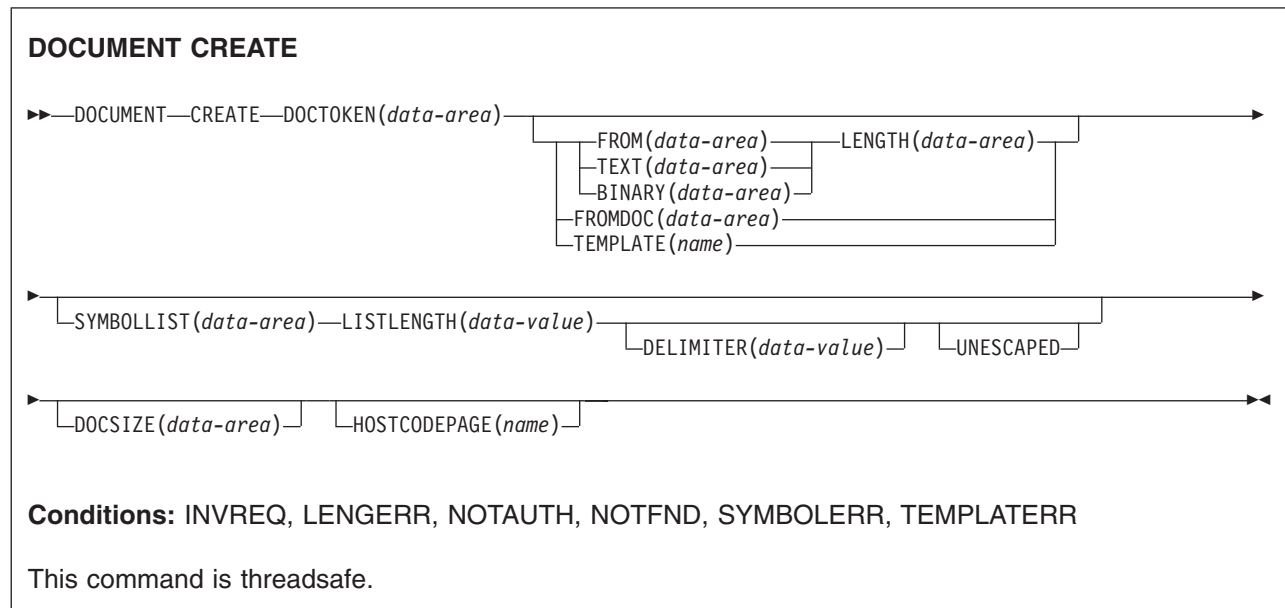 DOCUMENT CREATE
DOCUMENT CREATE DOCTOKEN(data-area)
FROM(data-area) LENGTH(data-area)
TEXT(data-area)
BINARY(data-area)
FROMDOC(data-area)
TEMPLATE(name)
SYMBOLLIST(data-area) LISTLENGTH(data-value)
DELIMITER(data-value) UNESCAPED
DOCSIZE(data-area) HOSTCODEPAGE(name)
Conditions: INVREQ, LENGERR, NOTAUTH, NOTFND, SYMBOLERR, TEMPLATERR
This command is threadsafe.